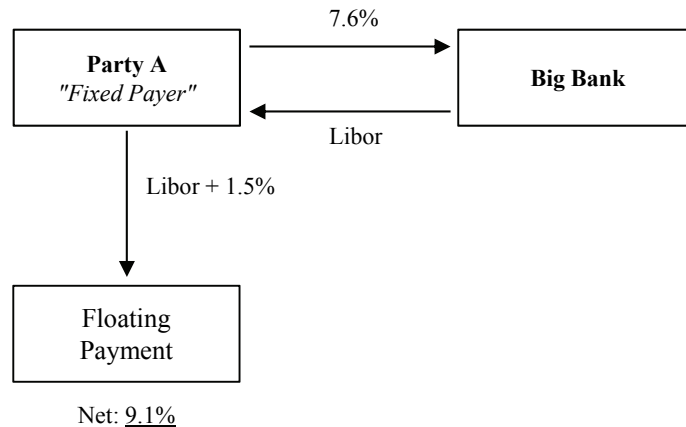 7.6%
Party A
"Fixed Payer"
Big Bank
Libor
Libor + 1.5%
Floating
Payment
Net: 9.1%